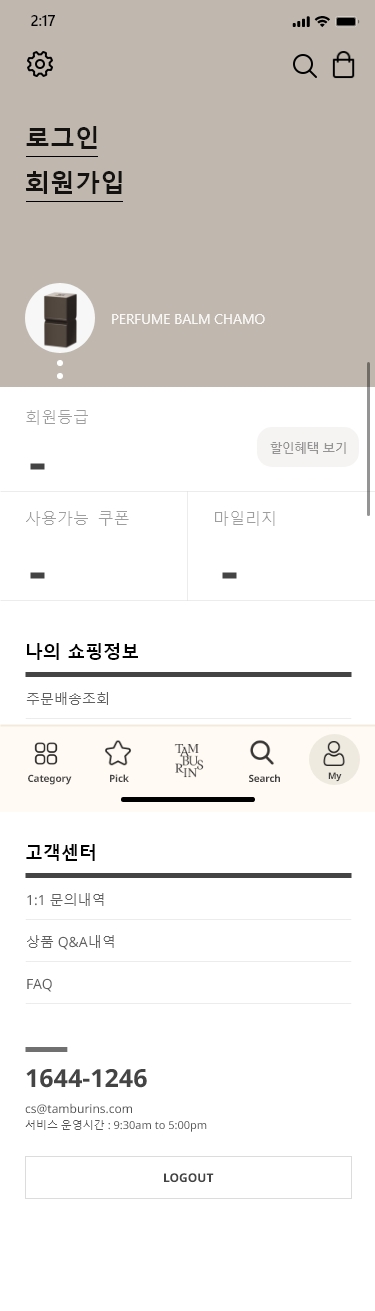 2:17
로그인
회원가입
PERFUME BALM CHAMO
회원등급
할인혜택 보기
-
사용가능 쿠폰
마일리지
-
-
나의 쇼핑정보
주문배송조회
Category
Pick
TAM
BU
RINS
Search
My
고객센터
1:1 문의내역
상품 Q&A내역
FAQ
1644-1246
cs@tamburins.com
서비스 운영시간 : 9:30am to 5:00pm
LOGOUT